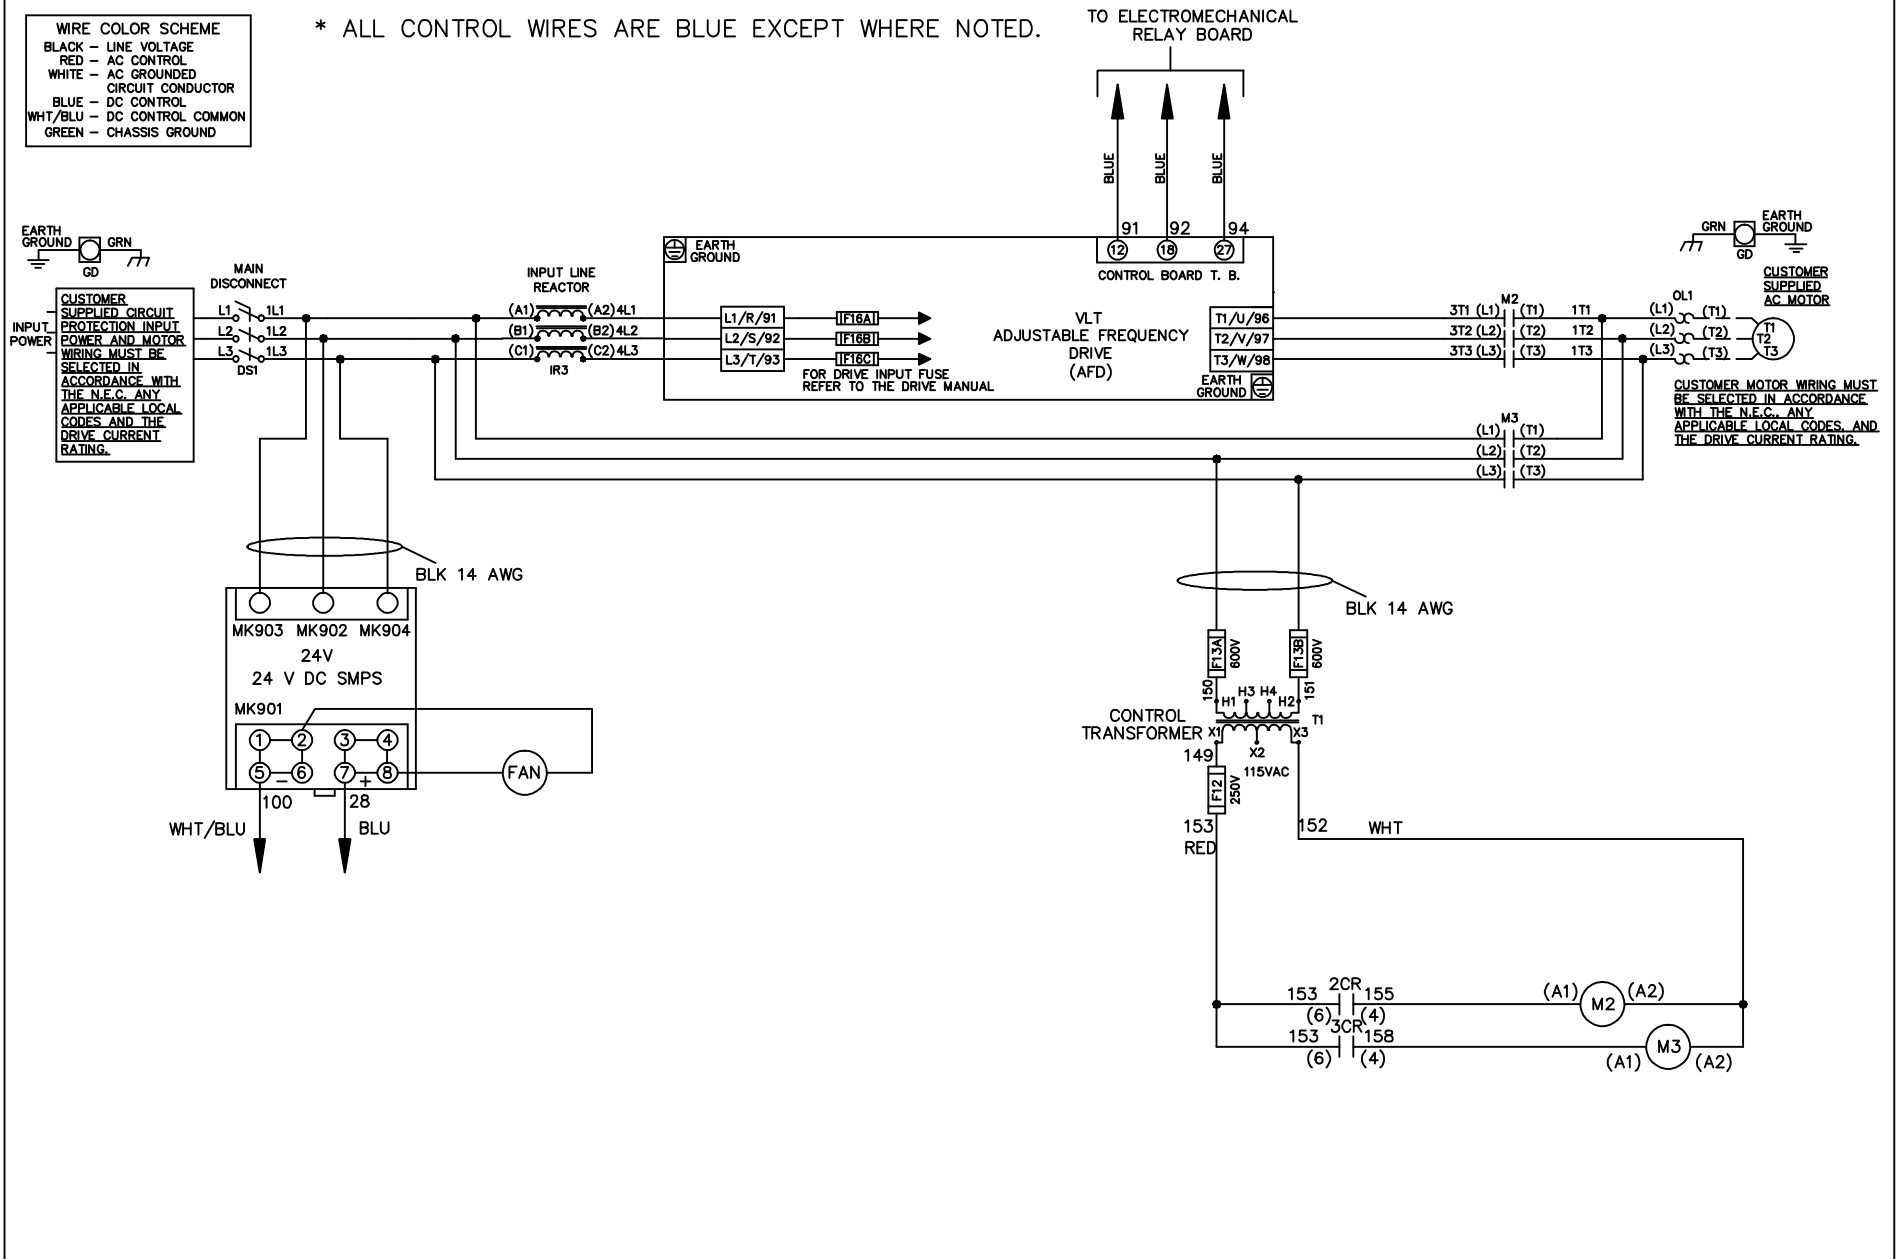 WIRE COLOR SCHEME
BLACK – LINE VOLTAGE
RED – AC CONTROL
WHITE – AC GROUNDED
CIRCUIT CONDUCTOR
BLUE – DC CONTROL
WHT/BLU – DC CONTROL COMMON
GREEN – CHASSIS GROUND
* ALL CONTROL WIRES ARE BLUE EXCEPT WHERE NOTED.
TO ELECTROMECHANICAL
RELAY BOARD
BLUE
BLUE
BLUE
91 92 94
12 18 27
CONTROL BOARD T. B.
EARTH
GROUND
GRN
GD
INPUT
POWER
CUSTOMER
SUPPLIED CIRCUIT
PROTECTION INPUT
POWER AND MOTOR
WIRING MUST BE
SELECTED IN
ACCORDANCE WITH
THE N.E.C. ANY
APPLICABLE LOCAL
CODES AND THE
DRIVE CURRENT
RATING.
MAIN
DISCONNECT
L1 1L1
L2 1L2
L3 1L3
DS1
INPUT LINE
REACTOR
(A1) (A2) 4L1
(B1) (B2) 4L2
(C1) (C2) 4L3
IR3
EARTH
GROUND
L1/R/91
L2/S/92
L3/T/93
F16A
F16B
F16C
FOR DRIVE INPUT FUSE
REFER TO THE DRIVE MANUAL
VLT
ADJUSTABLE FREQUENCY
DRIVE
(AFD)
T1/U/96
T2/V/97
T3/W/98
EARTH
GROUND
M2
3T1 (L1) (T1) 1T1
3T2 (L2) (T2) 1T2
3T3 (L3) (T3) 1T3
OL1
(L1) (T1)
(L2) (T2)
(L3) (T3)
T1
T2
T3
GRN
GD
EARTH
GROUND
CUSTOMER
SUPPLIED
AC MOTOR
CUSTOMER MOTOR WIRING MUST
BE SELECTED IN ACCORDANCE
WITH THE N.E.C., ANY
APPLICABLE LOCAL CODES, AND
THE DRIVE CURRENT RATING.
M3
(L1) (T1)
(L2) (T2)
(L3) (T3)
BLK 14 AWG
MK903 MK902 MK904
24V
24 V DC SMPS
MK901
1 2 3 4
5 – 6 7 + 8
FAN
100 28
WHT/BLU BLU
BLK 14 AWG
F13A
600V
F13B
600V
150
151
H1 H3 H4 H2
T1
CONTROL
TRANSFORMER
X1 X2 X3
149
115VAC
F12
250V
153
RED
152 WHT
2CR
153 155
(6) (4)
(A1) M2 (A2)
3CR
153 158
(6) (4)
(A1) M3 (A2)